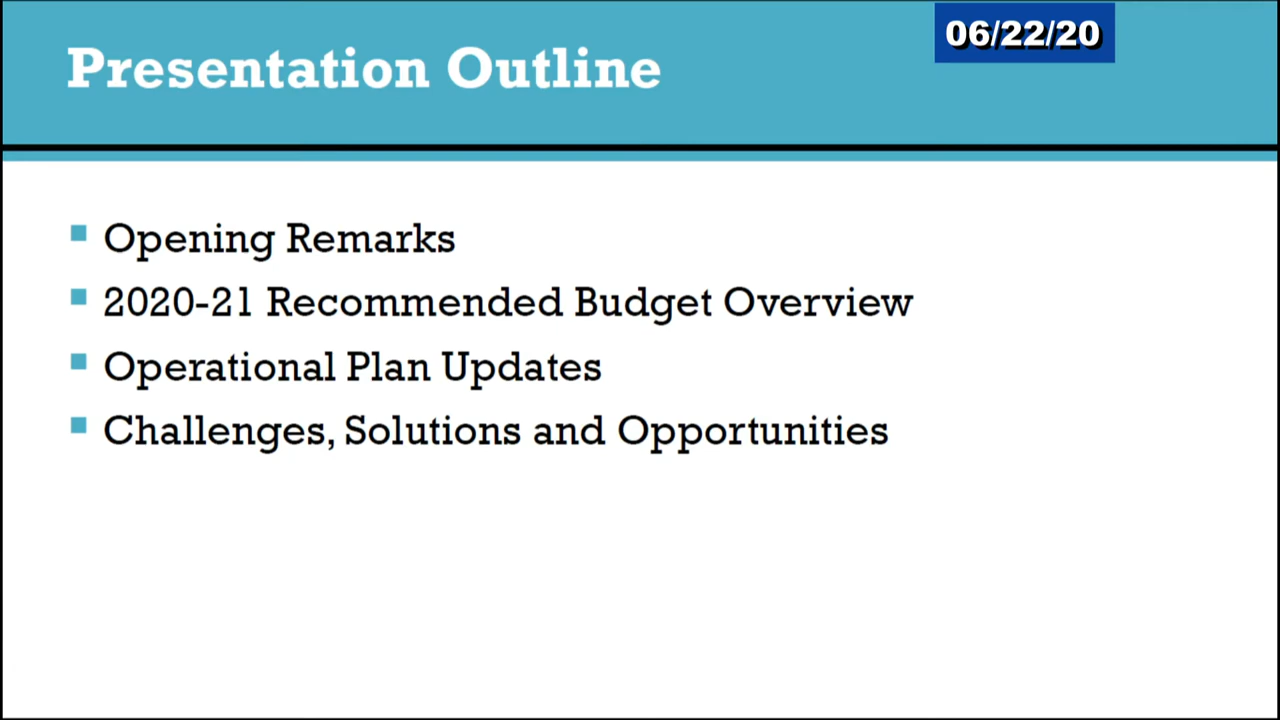 06/22/20
Presentation Outline
Opening Remarks
2020-21 Recommended Budget Overview
Operational Plan Updates
Challenges, Solutions and Opportunities